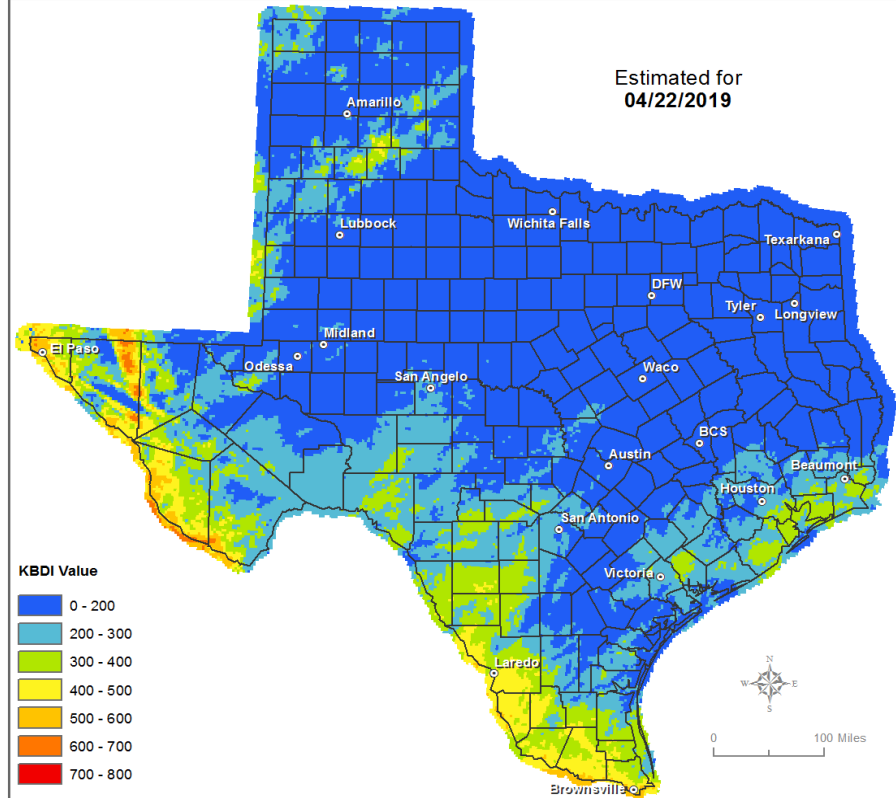 Estimated for
04/22/2019
Amarillo
Lubbock
Wichita Falls
Texarkana
DFW
Tyler
Longview
Midland
El Paso
Odessa
San Angelo
Waco
BCS
Austin
Beaumont
Houston
San Antonio
Victoria
Laredo
Brownsville
KBDI Value
0 - 200
200 - 300
300 - 400
400 - 500
500 - 600
600 - 700
700 - 800
N
W
E
S
0
100 Miles